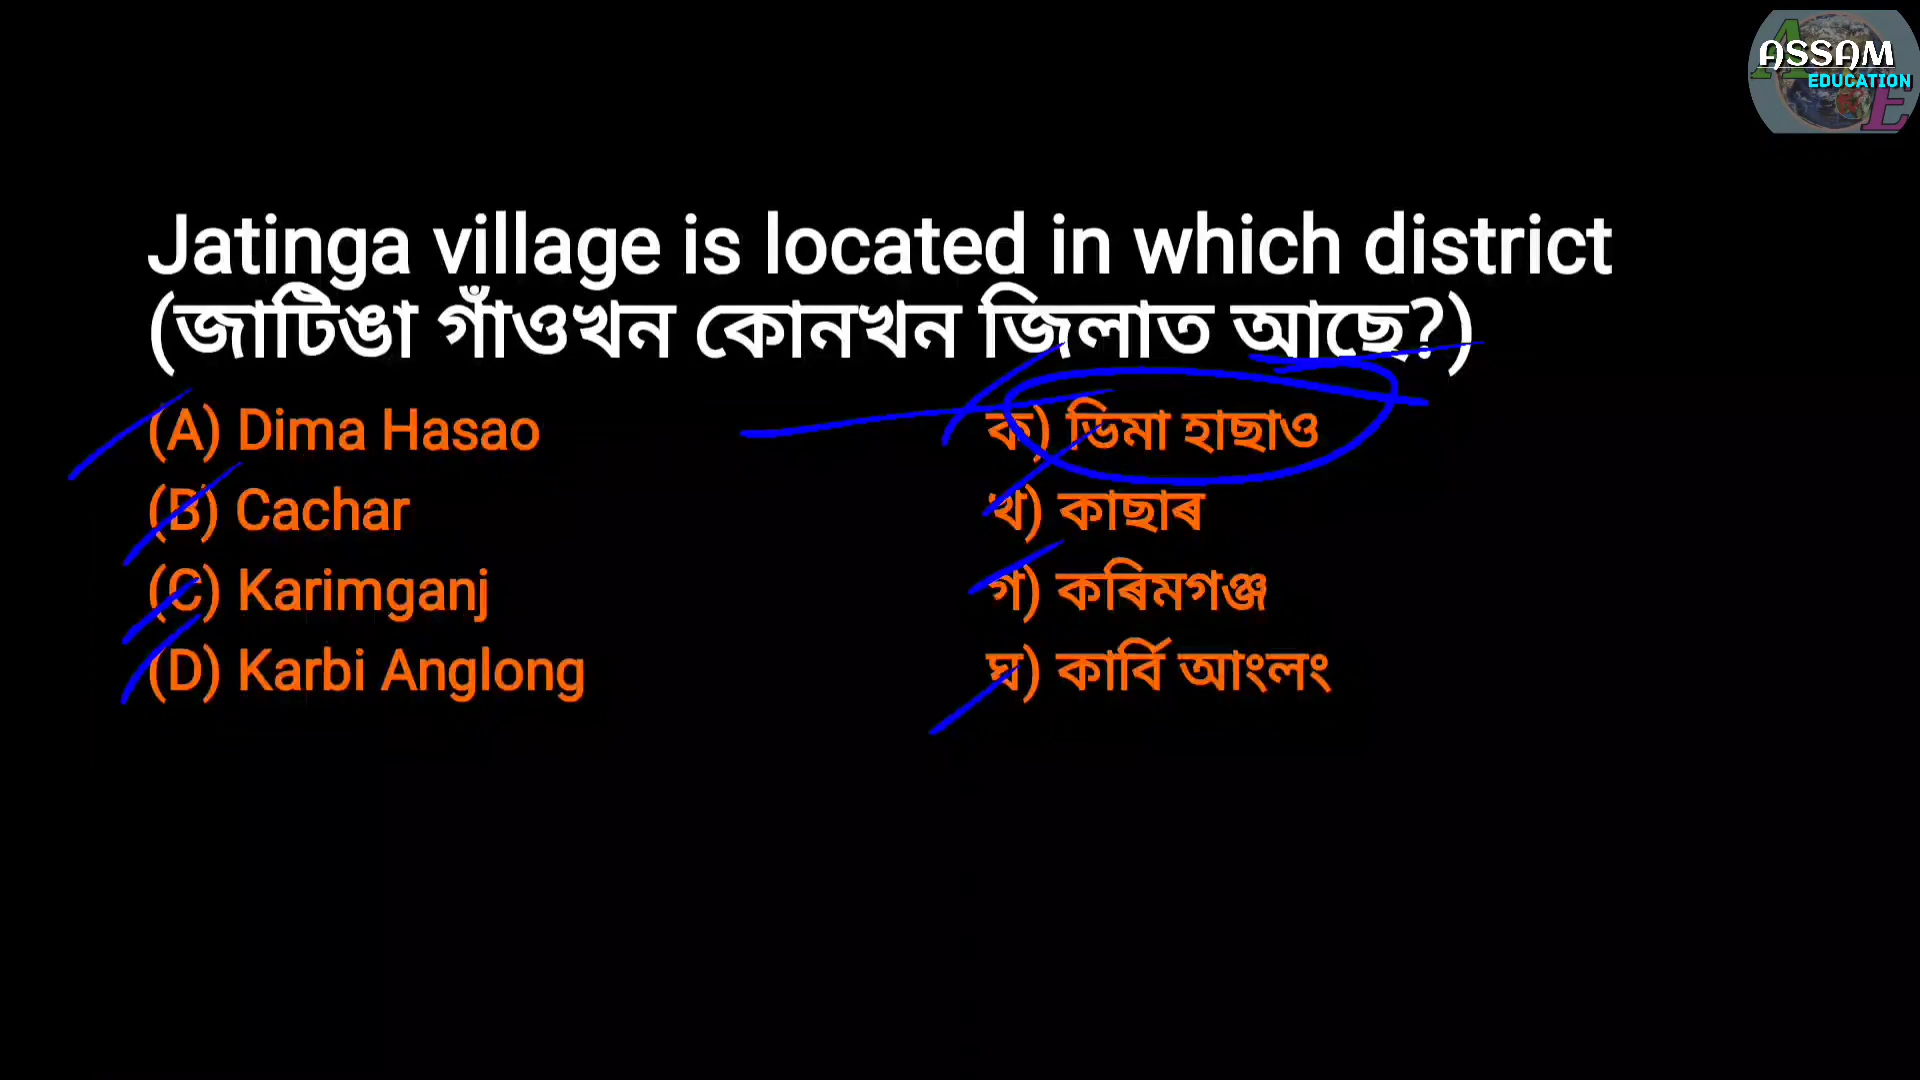 ASSAM
EDUCATION
Jatinga village is located in which district
(জাটিঙা গাঁওখন কোনখন জিলাত আছে?)
(A) Dima Hasao ক) ডিমা হাছাও
(B) Cachar খ) কাছাৰ
(C) Karimganj গ) কৰিমগঞ্জ
(D) Karbi Anglong ঘ) কাৰ্বি আংলং